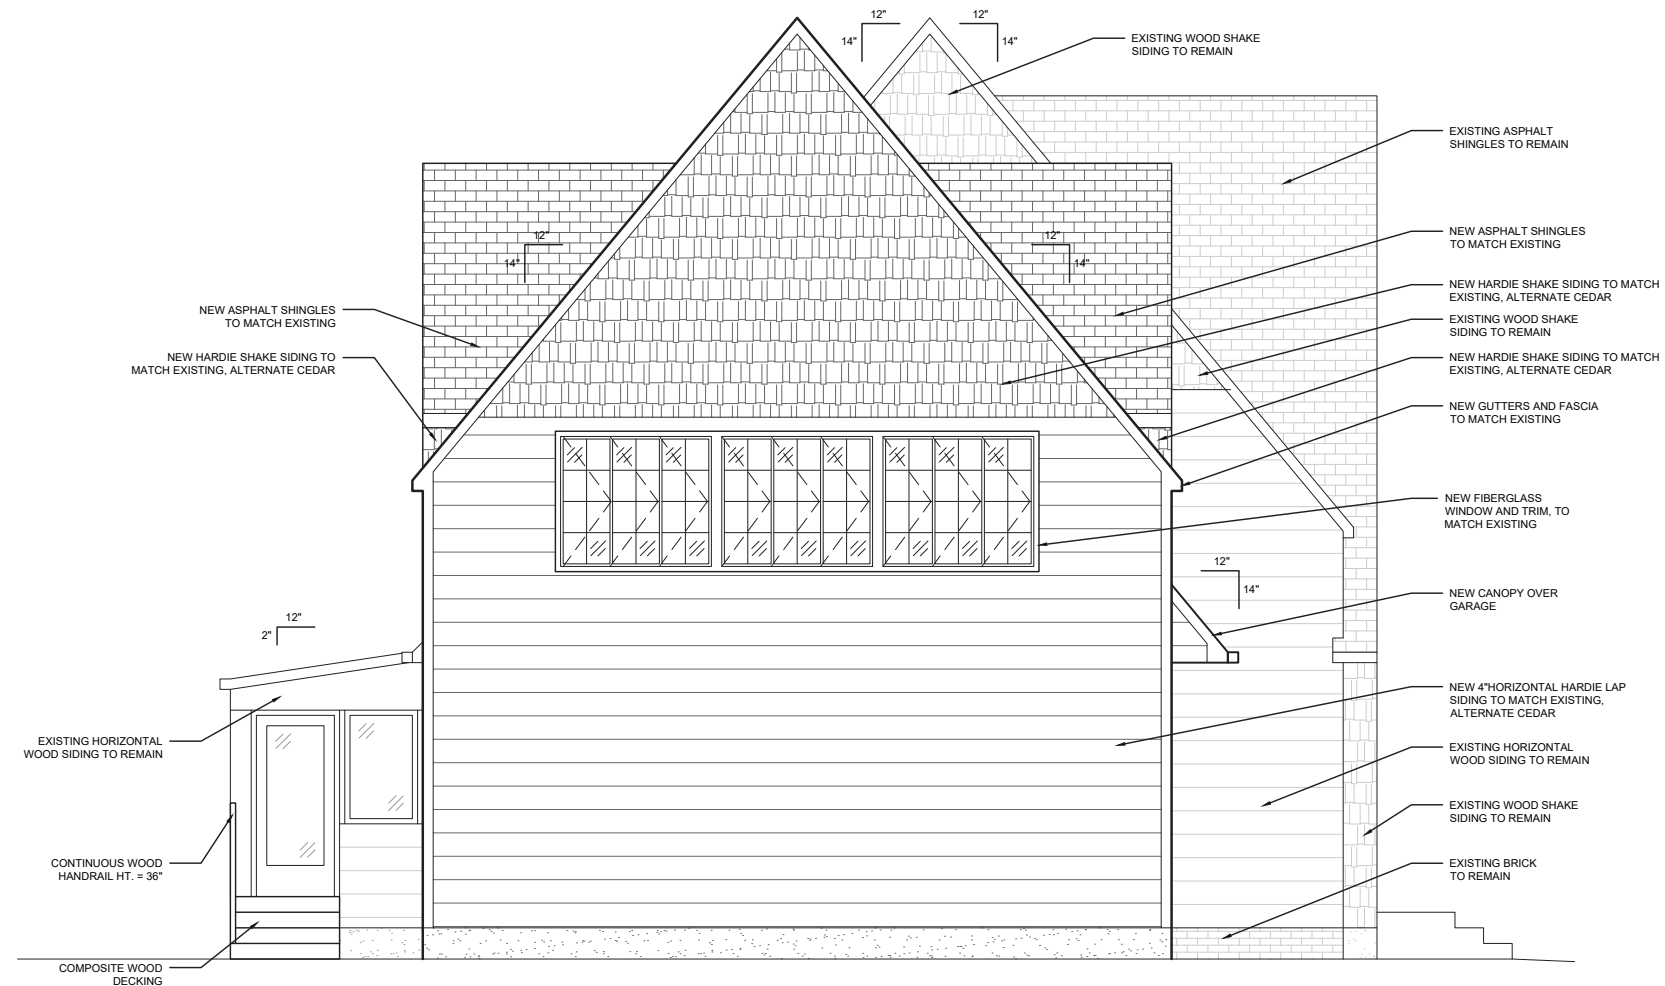 12"
14"
12"
14"
EXISTING WOOD SHAKE
SIDING TO REMAIN
EXISTING ASPHALT
SHINGLES TO REMAIN
NEW ASPHALT SHINGLES
TO MATCH EXISTING
12"
14"
12"
14"
NEW HARDIE SHAKE SIDING TO MATCH
EXISTING, ALTERNATE CEDAR
NEW ASPHALT SHINGLES
TO MATCH EXISTING
EXISTING WOOD SHAKE
SIDING TO REMAIN
NEW HARDIE SHAKE SIDING TO
MATCH EXISTING, ALTERNATE CEDAR
NEW HARDIE SHAKE SIDING TO MATCH
EXISTING, ALTERNATE CEDAR
NEW GUTTERS AND FASCIA
TO MATCH EXISTING
NEW FIBERGLASS
WINDOW AND TRIM, TO
MATCH EXISTING
12"
14"
NEW CANOPY OVER
GARAGE
12"
2"
NEW 4"HORIZONTAL HARDIE LAP
SIDING TO MATCH EXISTING,
ALTERNATE CEDAR
EXISTING HORIZONTAL
WOOD SIDING TO REMAIN
EXISTING HORIZONTAL
WOOD SIDING TO REMAIN
EXISTING WOOD SHAKE
SIDING TO REMAIN
CONTINUOUS WOOD
HANDRAIL HT. = 36"
EXISTING BRICK
TO REMAIN
COMPOSITE WOOD
DECKING